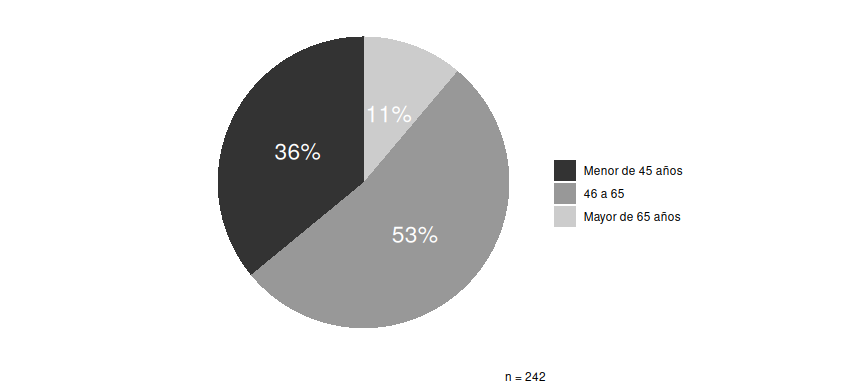 11%
36%
53%
Menor de 45 años
46 a 65
Mayor de 65 años
n = 242